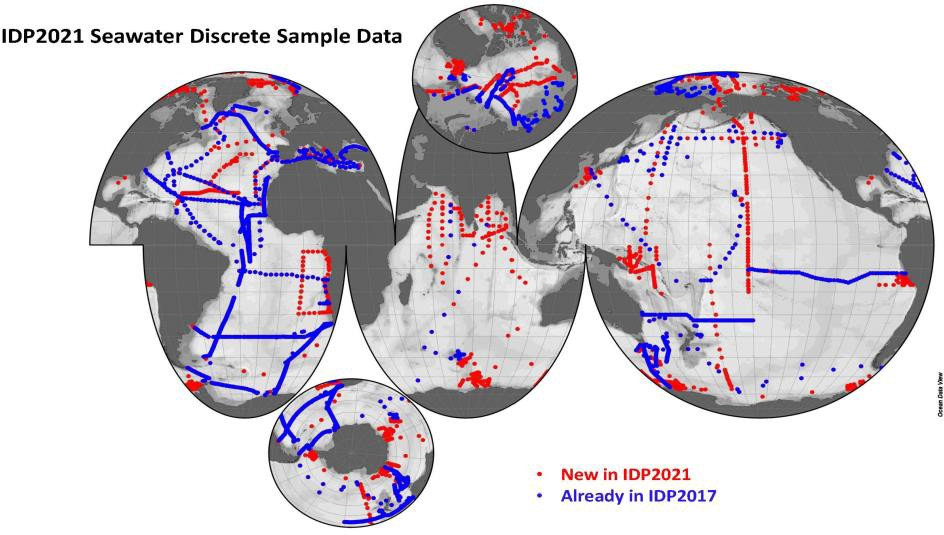 IDP2021 Seawater Discrete Sample Data
Ocean Data View
• New in IDP2021
• Already in IDP2017